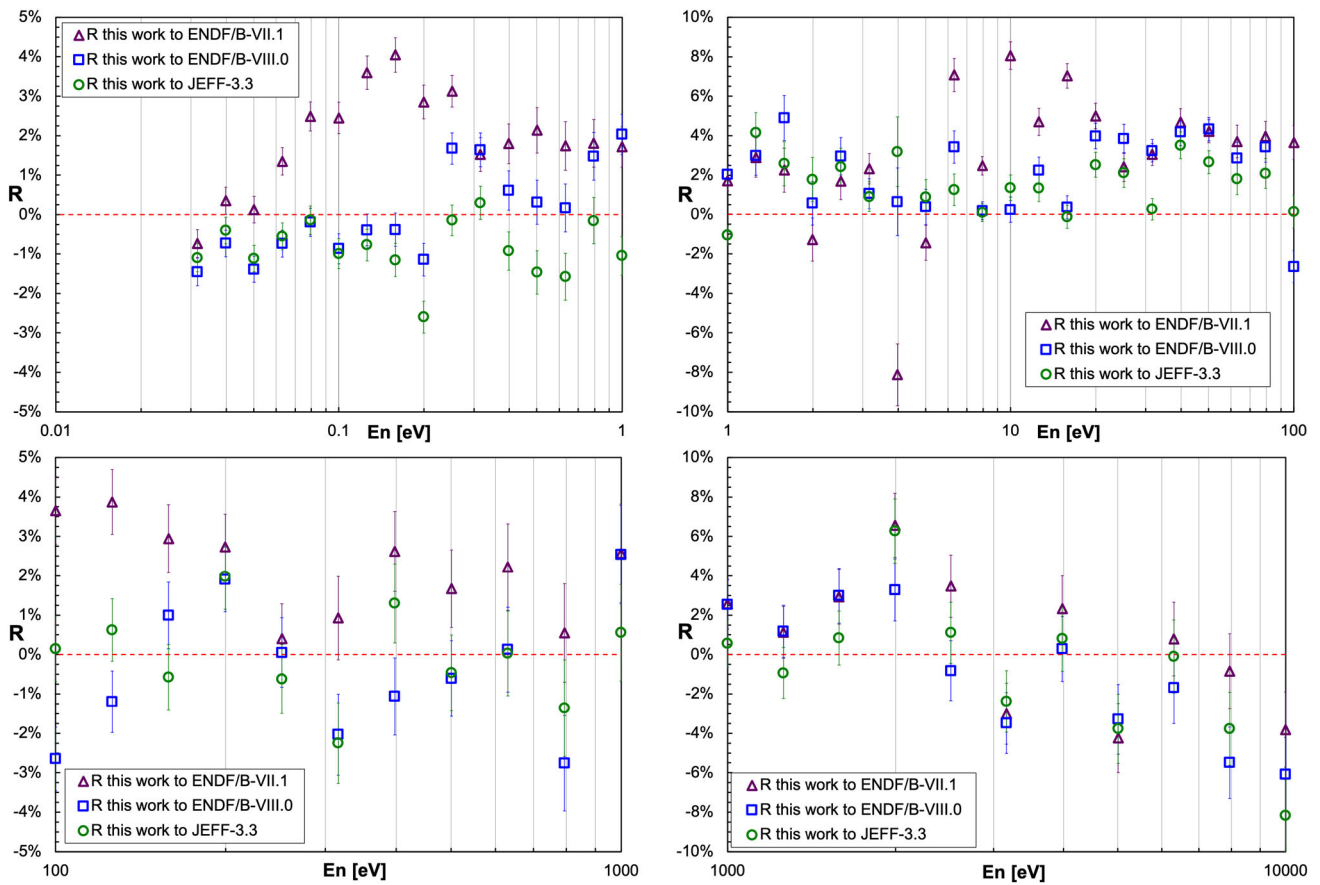 5%
4%
3%
2%
1%
0%
-1%
-2%
-3%
-4%
-5%
R
R this work to ENDF/B-VII.1
R this work to ENDF/B-VIII.0
R this work to JEFF-3.3
0.01
0.1
1
En [eV]
10%
8%
6%
4%
2%
0%
-2%
-4%
-6%
-8%
-10%
R
R this work to ENDF/B-VII.1
R this work to ENDF/B-VIII.0
R this work to JEFF-3.3
1
10
100
En [eV]
5%
4%
3%
2%
1%
0%
-1%
-2%
-3%
-4%
-5%
R
R this work to ENDF/B-VII.1
R this work to ENDF/B-VIII.0
R this work to JEFF-3.3
100
1000
En [eV]
10%
8%
6%
4%
2%
0%
-2%
-4%
-6%
-8%
-10%
R
R this work to ENDF/B-VII.1
R this work to ENDF/B-VIII.0
R this work to JEFF-3.3
1000
10000
En [eV]